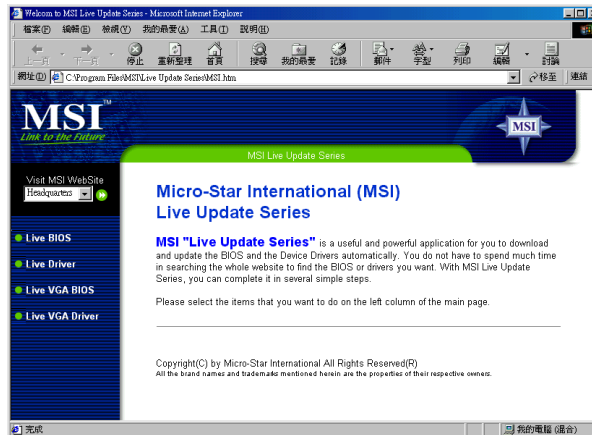 Welcom to MSI Live Update Series - Microsoft Internet Explorer
檔案(F) 編輯(E) 檢視(V) 我的最愛(A) 工具(T) 說明(H)
上一頁 下一頁 停止 重新整理 首頁 搜尋 我的最愛 記錄 郵件 字型 列印 編輯 討論
網址(D) C:\Program Files\MSI\Live Update Series\MSI.htm 移至 連結
MSI™
Link to the Future
MSI
MSI Live Update Series
Visit MSI WebSite
Headquarters
Live BIOS
Live Driver
Live VGA BIOS
Live VGA Driver
Micro-Star International (MSI)
Live Update Series
MSI "Live Update Series" is a useful and powerful application for you to download
and update the BIOS and the Device Drivers automatically. You do not have to spend much time
in searching the whole website to find the BIOS or drivers you want. With MSI Live Update
Series, you can complete it in several simple steps.
Please select the items that you want to do on the left column of the main page.
Copyright(C) by Micro-Star International All Rights Reserved(R)
All the brand names and trademarks mentioned herein are the properties of their respective owners.
完成 我的電腦 (混合)